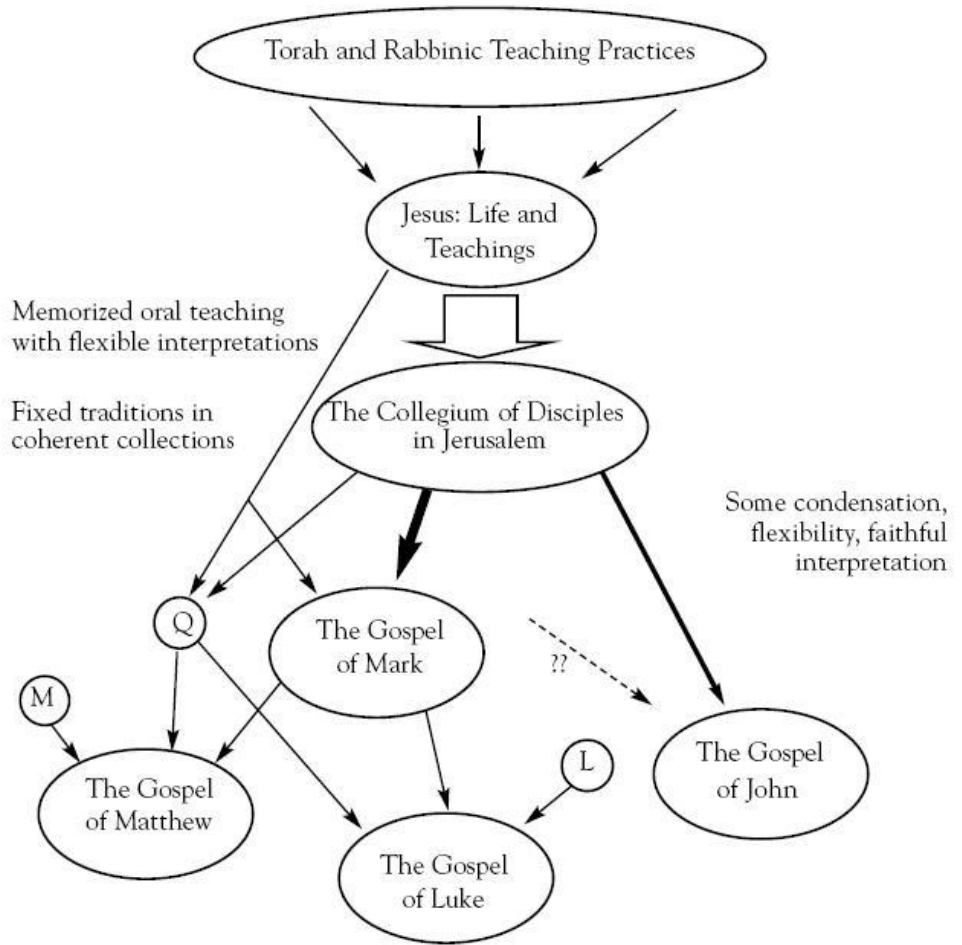 Torah and Rabbinic Teaching Practices
Jesus: Life and
Teachings
Memorized oral teaching
with flexible interpretations
Fixed traditions in
coherent collections
The Collegium of Disciples
in Jerusalem
Some condensation,
flexibility, faithful
interpretation
Q
The Gospel
of Mark
??
M
The Gospel
of Matthew
L
The Gospel
of John
The Gospel
of Luke